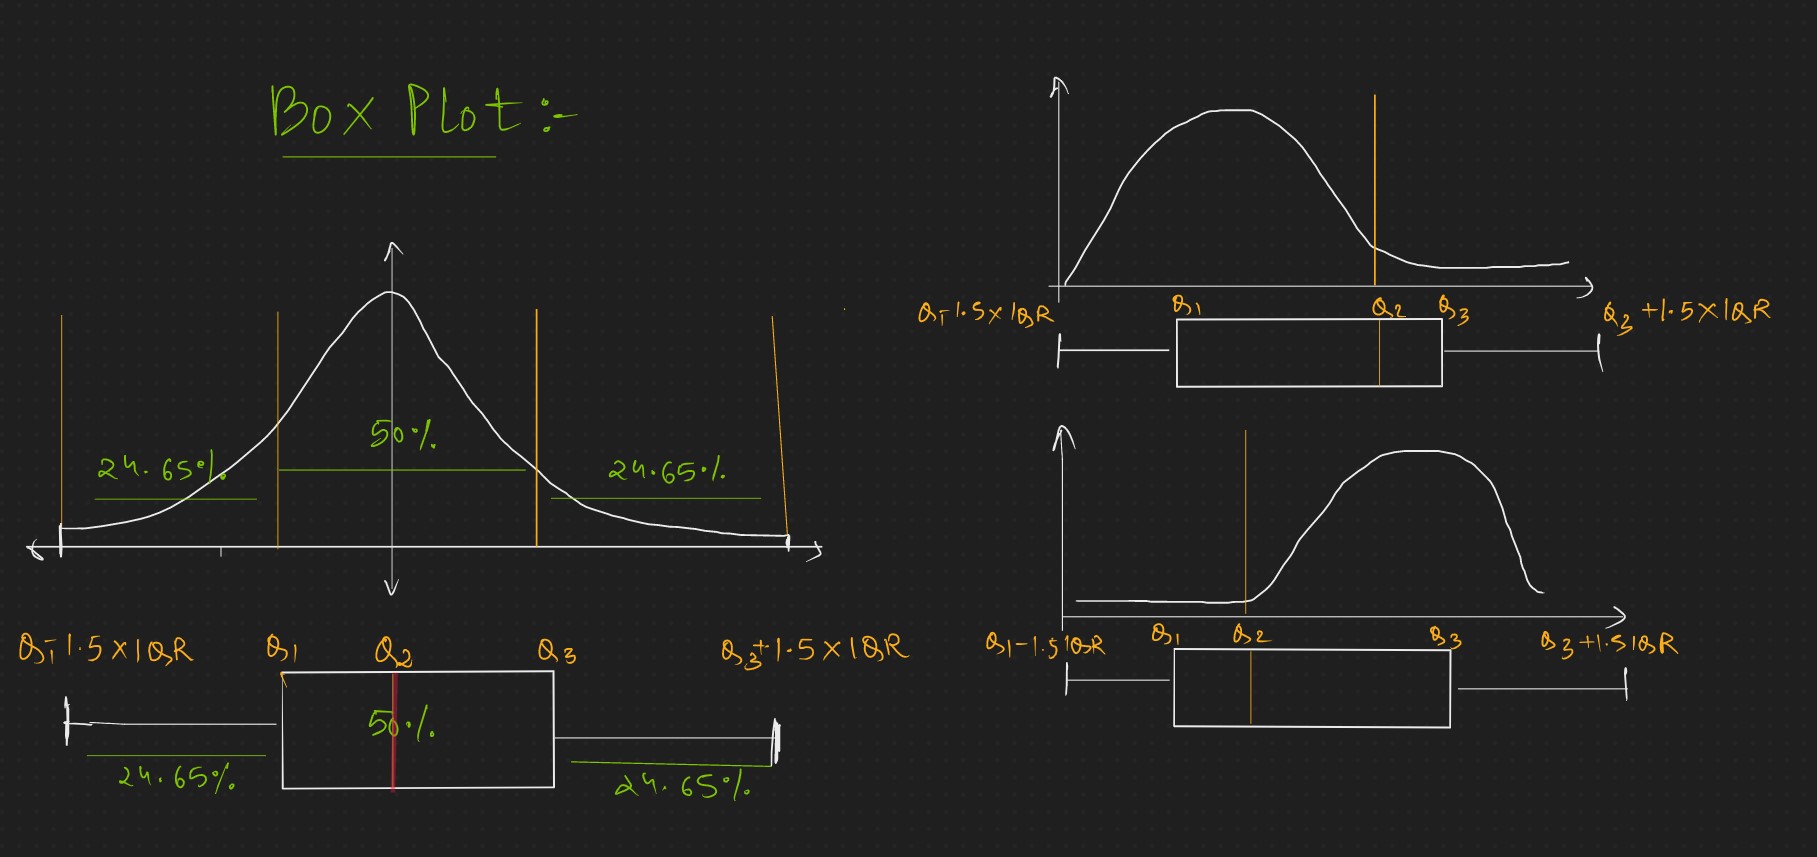 Box Plot :-
50%
24.65%
24.65%
Q1-1.5×IQR
Q1
Q2
Q3
Q3+1.5×IQR
50%
24.65%
24.65%
Q1-1.5×IQR
Q1
Q2
Q3
Q3+1.5×IQR
Q1-1.5IQR
Q1
Q2
Q3
Q3+1.5IQR